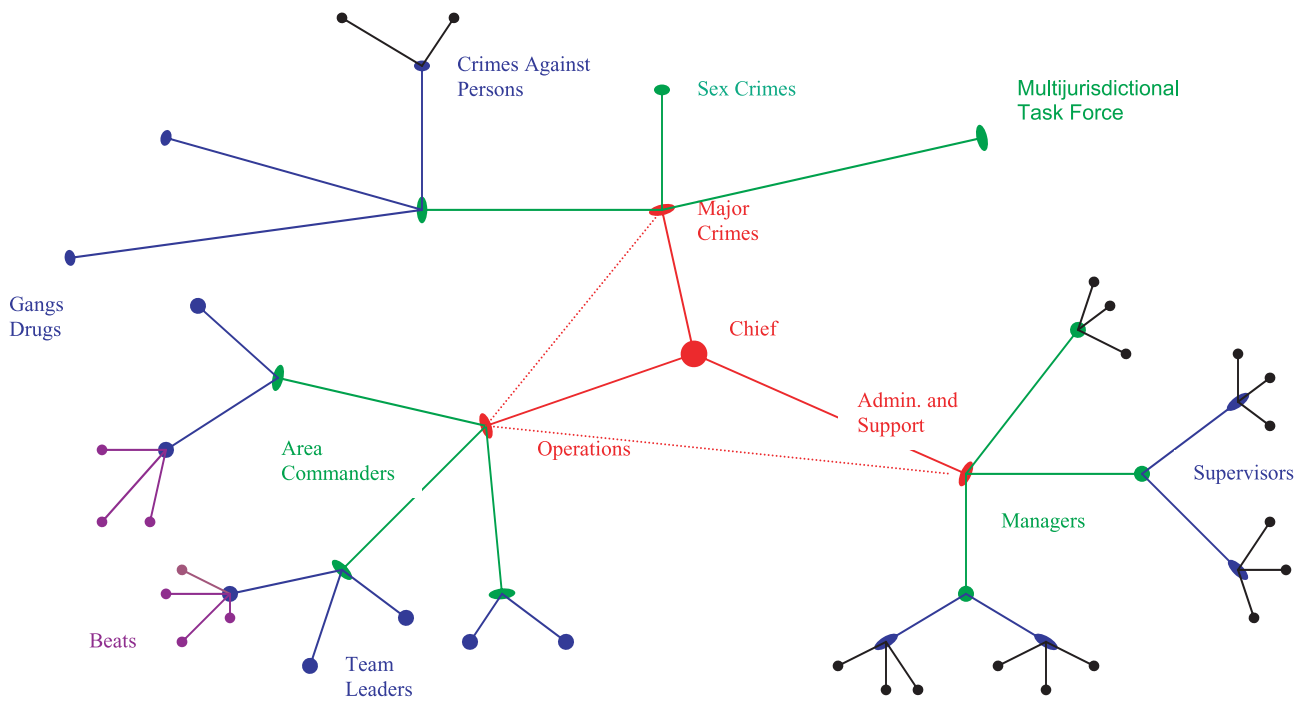 Crimes Against
Persons
Sex Crimes
Multijurisdictional
Task Force
Major
Crimes
Gangs
Drugs
Chief
Admin. and
Support
Area
Commanders
Operations
Supervisors
Managers
Beats
Team
Leaders